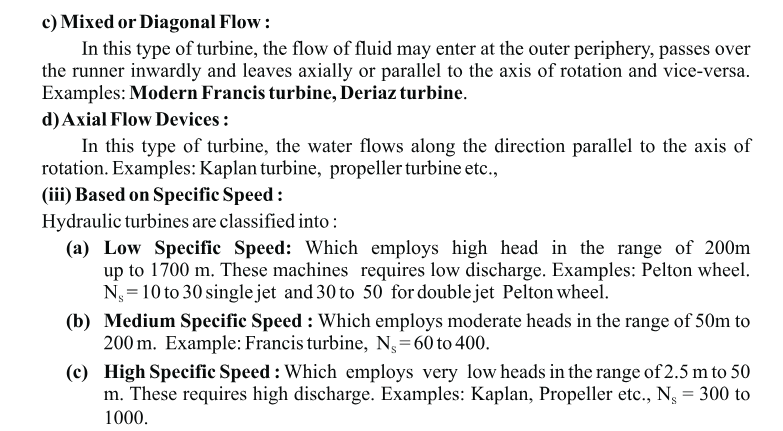 c) Mixed or Diagonal Flow :
In this type of turbine, the flow of fluid may enter at the outer periphery, passes over
the runner inwardly and leaves axially or parallel to the axis of rotation and vice-versa.
Examples: Modern Francis turbine, Deriaz turbine.
d) Axial Flow Devices :
In this type of turbine, the water flows along the direction parallel to the axis of
rotation. Examples: Kaplan turbine, propeller turbine etc.,
(iii) Based on Specific Speed :
Hydraulic turbines are classified into :
(a) Low Specific Speed: Which employs high head in the range of 200m
up to 1700 m. These machines requires low discharge. Examples: Pelton wheel.
Nₛ = 10 to 30 single jet and 30 to 50 for double jet Pelton wheel.
(b) Medium Specific Speed : Which employs moderate heads in the range of 50m to
200 m. Example: Francis turbine, Nₛ = 60 to 400.
(c) High Specific Speed : Which employs very low heads in the range of 2.5 m to 50
m. These requires high discharge. Examples: Kaplan, Propeller etc., Nₛ = 300 to
1000.